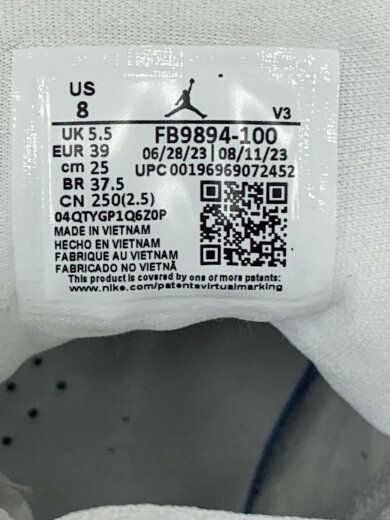 US
8
V3
UK 5.5
FB9894-100
EUR 39
06/28/23 | 08/11/23
cm 25
UPC 00196969072452
BR 37.5
CN 250(2.5)
04QTYGP1Q6Z0P
MADE IN VIETNAM
HECHO EN VIETNAM
FABRIQUE AU VIETNAM
FABRICADO NO VIETNÃ
This product is covered by one or more patents:
www.nike.com/patentsvirtualmarking